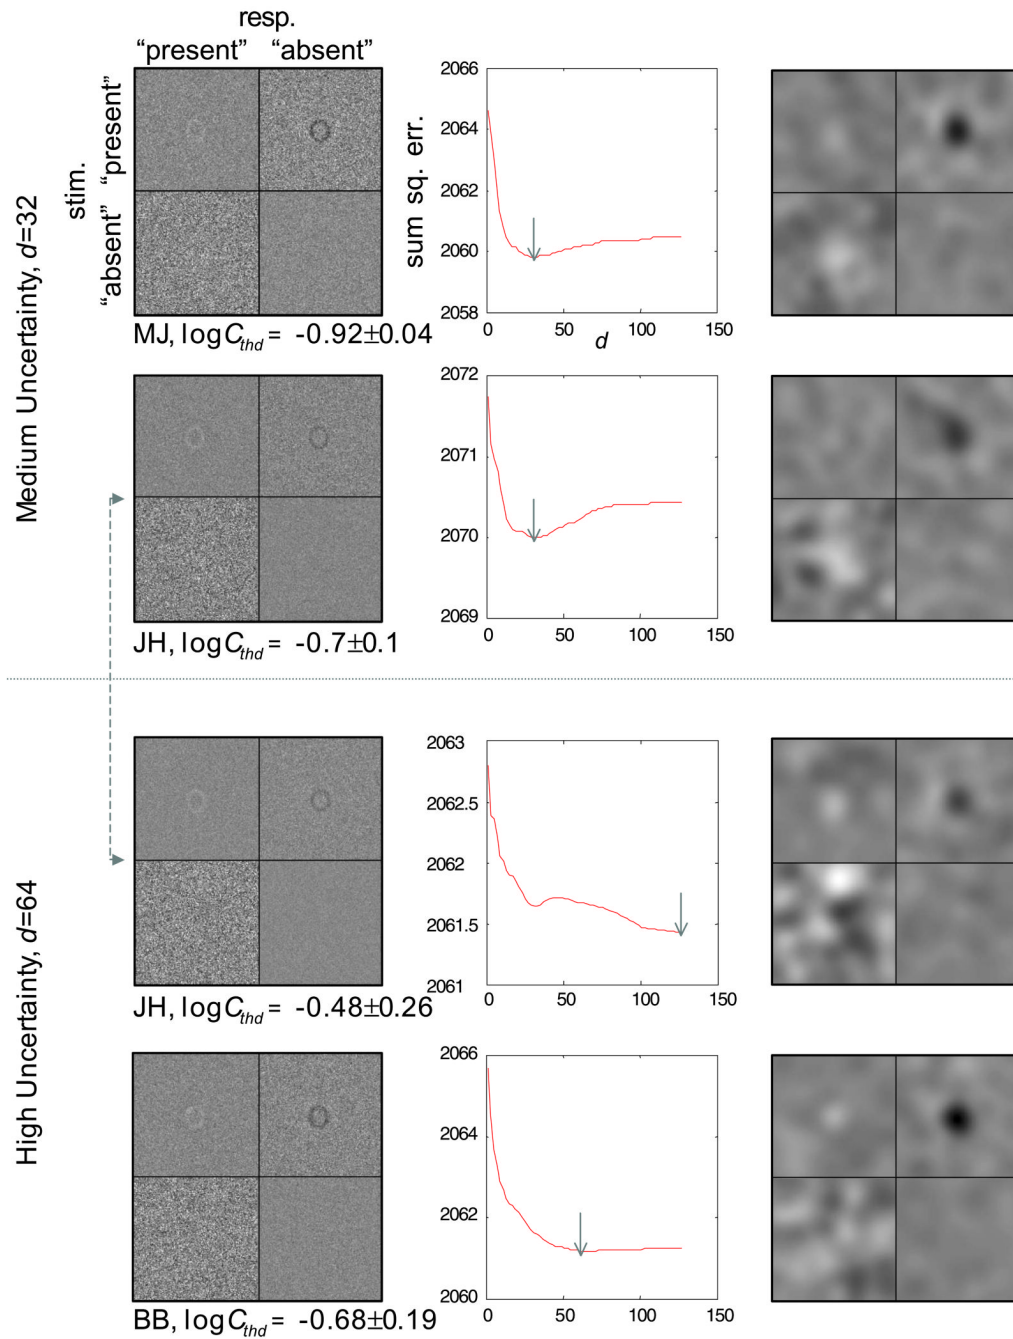 resp.
“present” “absent”
stim.
“absent” “present”
Medium Uncertainty, d=32
sum sq. err.
2066
2064
2062
2060
2058
0 50 100 150
d
MJ, logC_thd = -0.92±0.04
2072
2071
2070
2069
0 50 100 150
JH, logC_thd = -0.7±0.1
High Uncertainty, d=64
2063
2062.5
2062
2061.5
2061
0 50 100 150
JH, logC_thd = -0.48±0.26
2066
2064
2062
2060
0 50 100 150
BB, logC_thd = -0.68±0.19